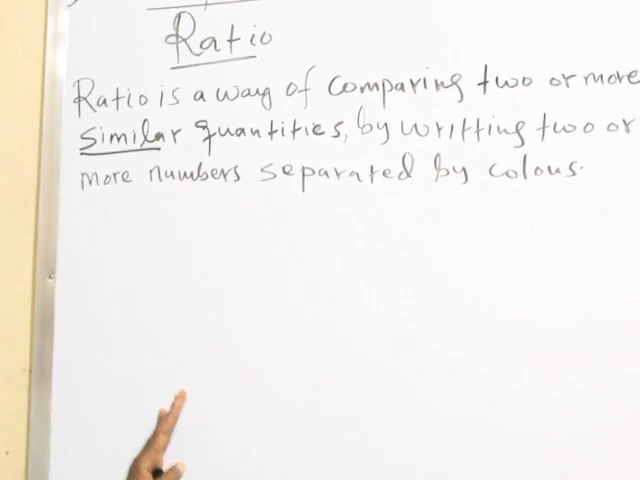 Ratio
Ratio is a way of comparing two or more
similar quantities, by writting two or
more numbers separated by colous.